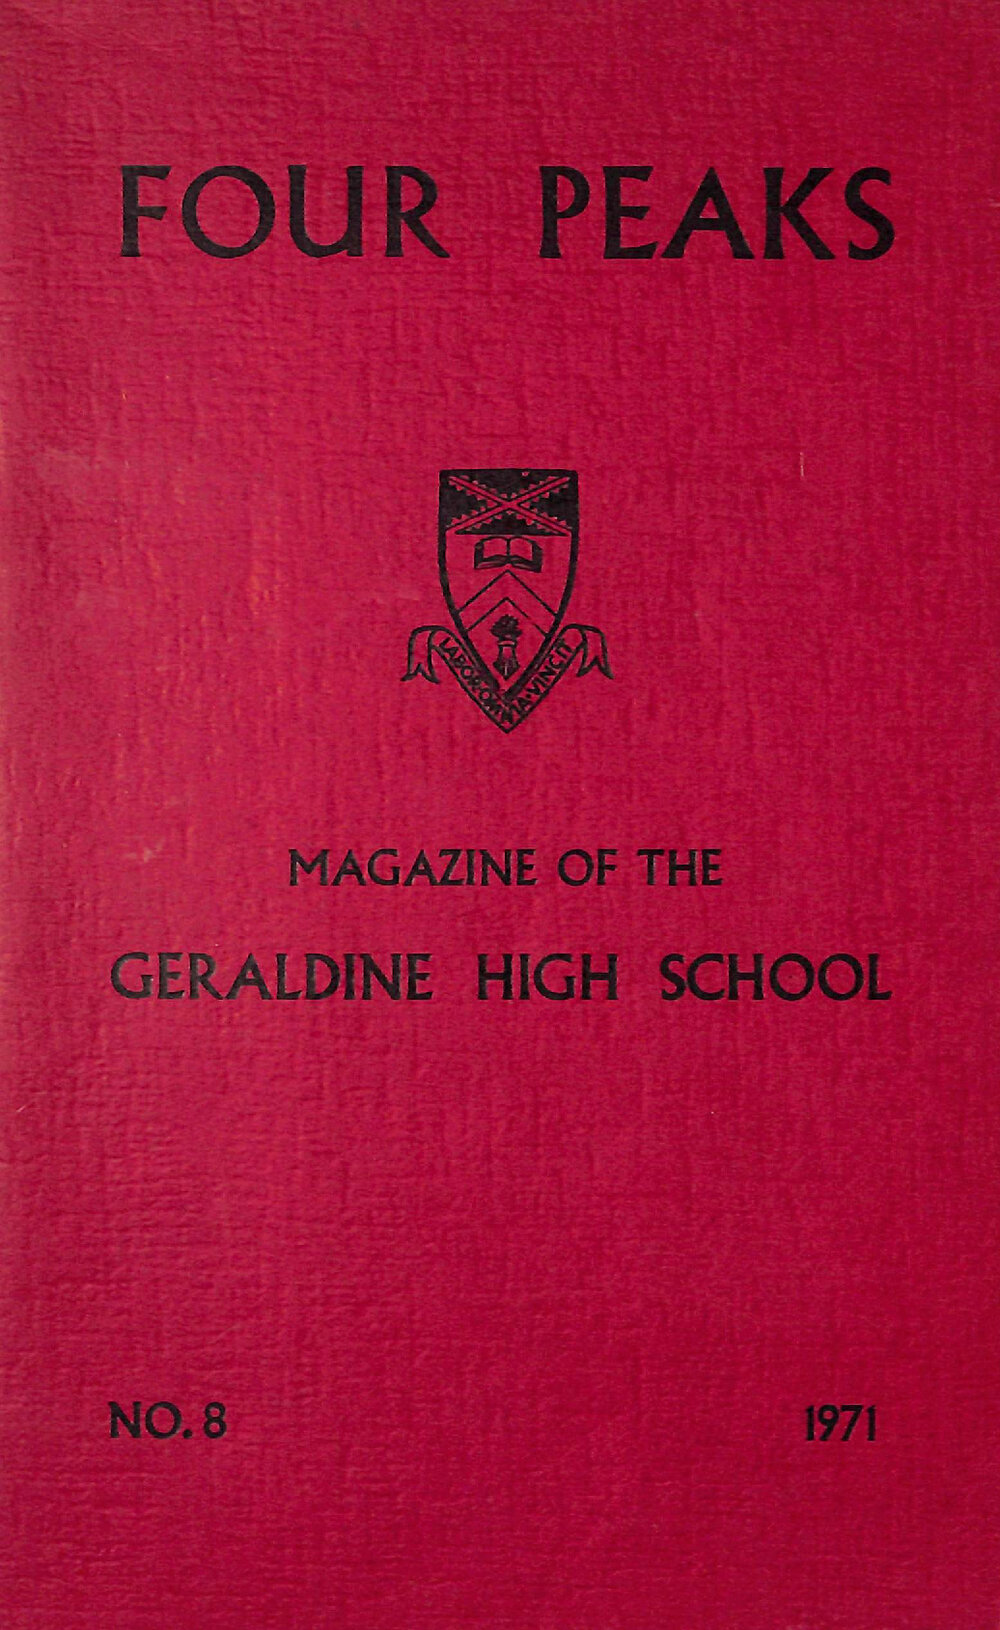 FOUR PEAKS
LABOR·OMNIA·VINCIT
MAGAZINE OF THE
GERALDINE HIGH SCHOOL
NO. 8 1971